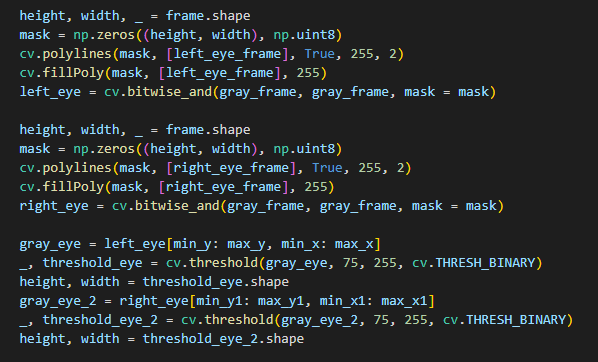 height, width, _ = frame.shape
mask = np.zeros((height, width), np.uint8)
cv.polylines(mask, [left_eye_frame], True, 255, 2)
cv.fillPoly(mask, [left_eye_frame], 255)
left_eye = cv.bitwise_and(gray_frame, gray_frame, mask = mask)

height, width, _ = frame.shape
mask = np.zeros((height, width), np.uint8)
cv.polylines(mask, [right_eye_frame], True, 255, 2)
cv.fillPoly(mask, [right_eye_frame], 255)
right_eye = cv.bitwise_and(gray_frame, gray_frame, mask = mask)

gray_eye = left_eye[min_y: max_y, min_x: max_x]
_, threshold_eye = cv.threshold(gray_eye, 75, 255, cv.THRESH_BINARY)
height, width = threshold_eye.shape
gray_eye_2 = right_eye[min_y1: max_y1, min_x1: max_x1]
_, threshold_eye_2 = cv.threshold(gray_eye_2, 75, 255, cv.THRESH_BINARY)
height, width = threshold_eye_2.shape